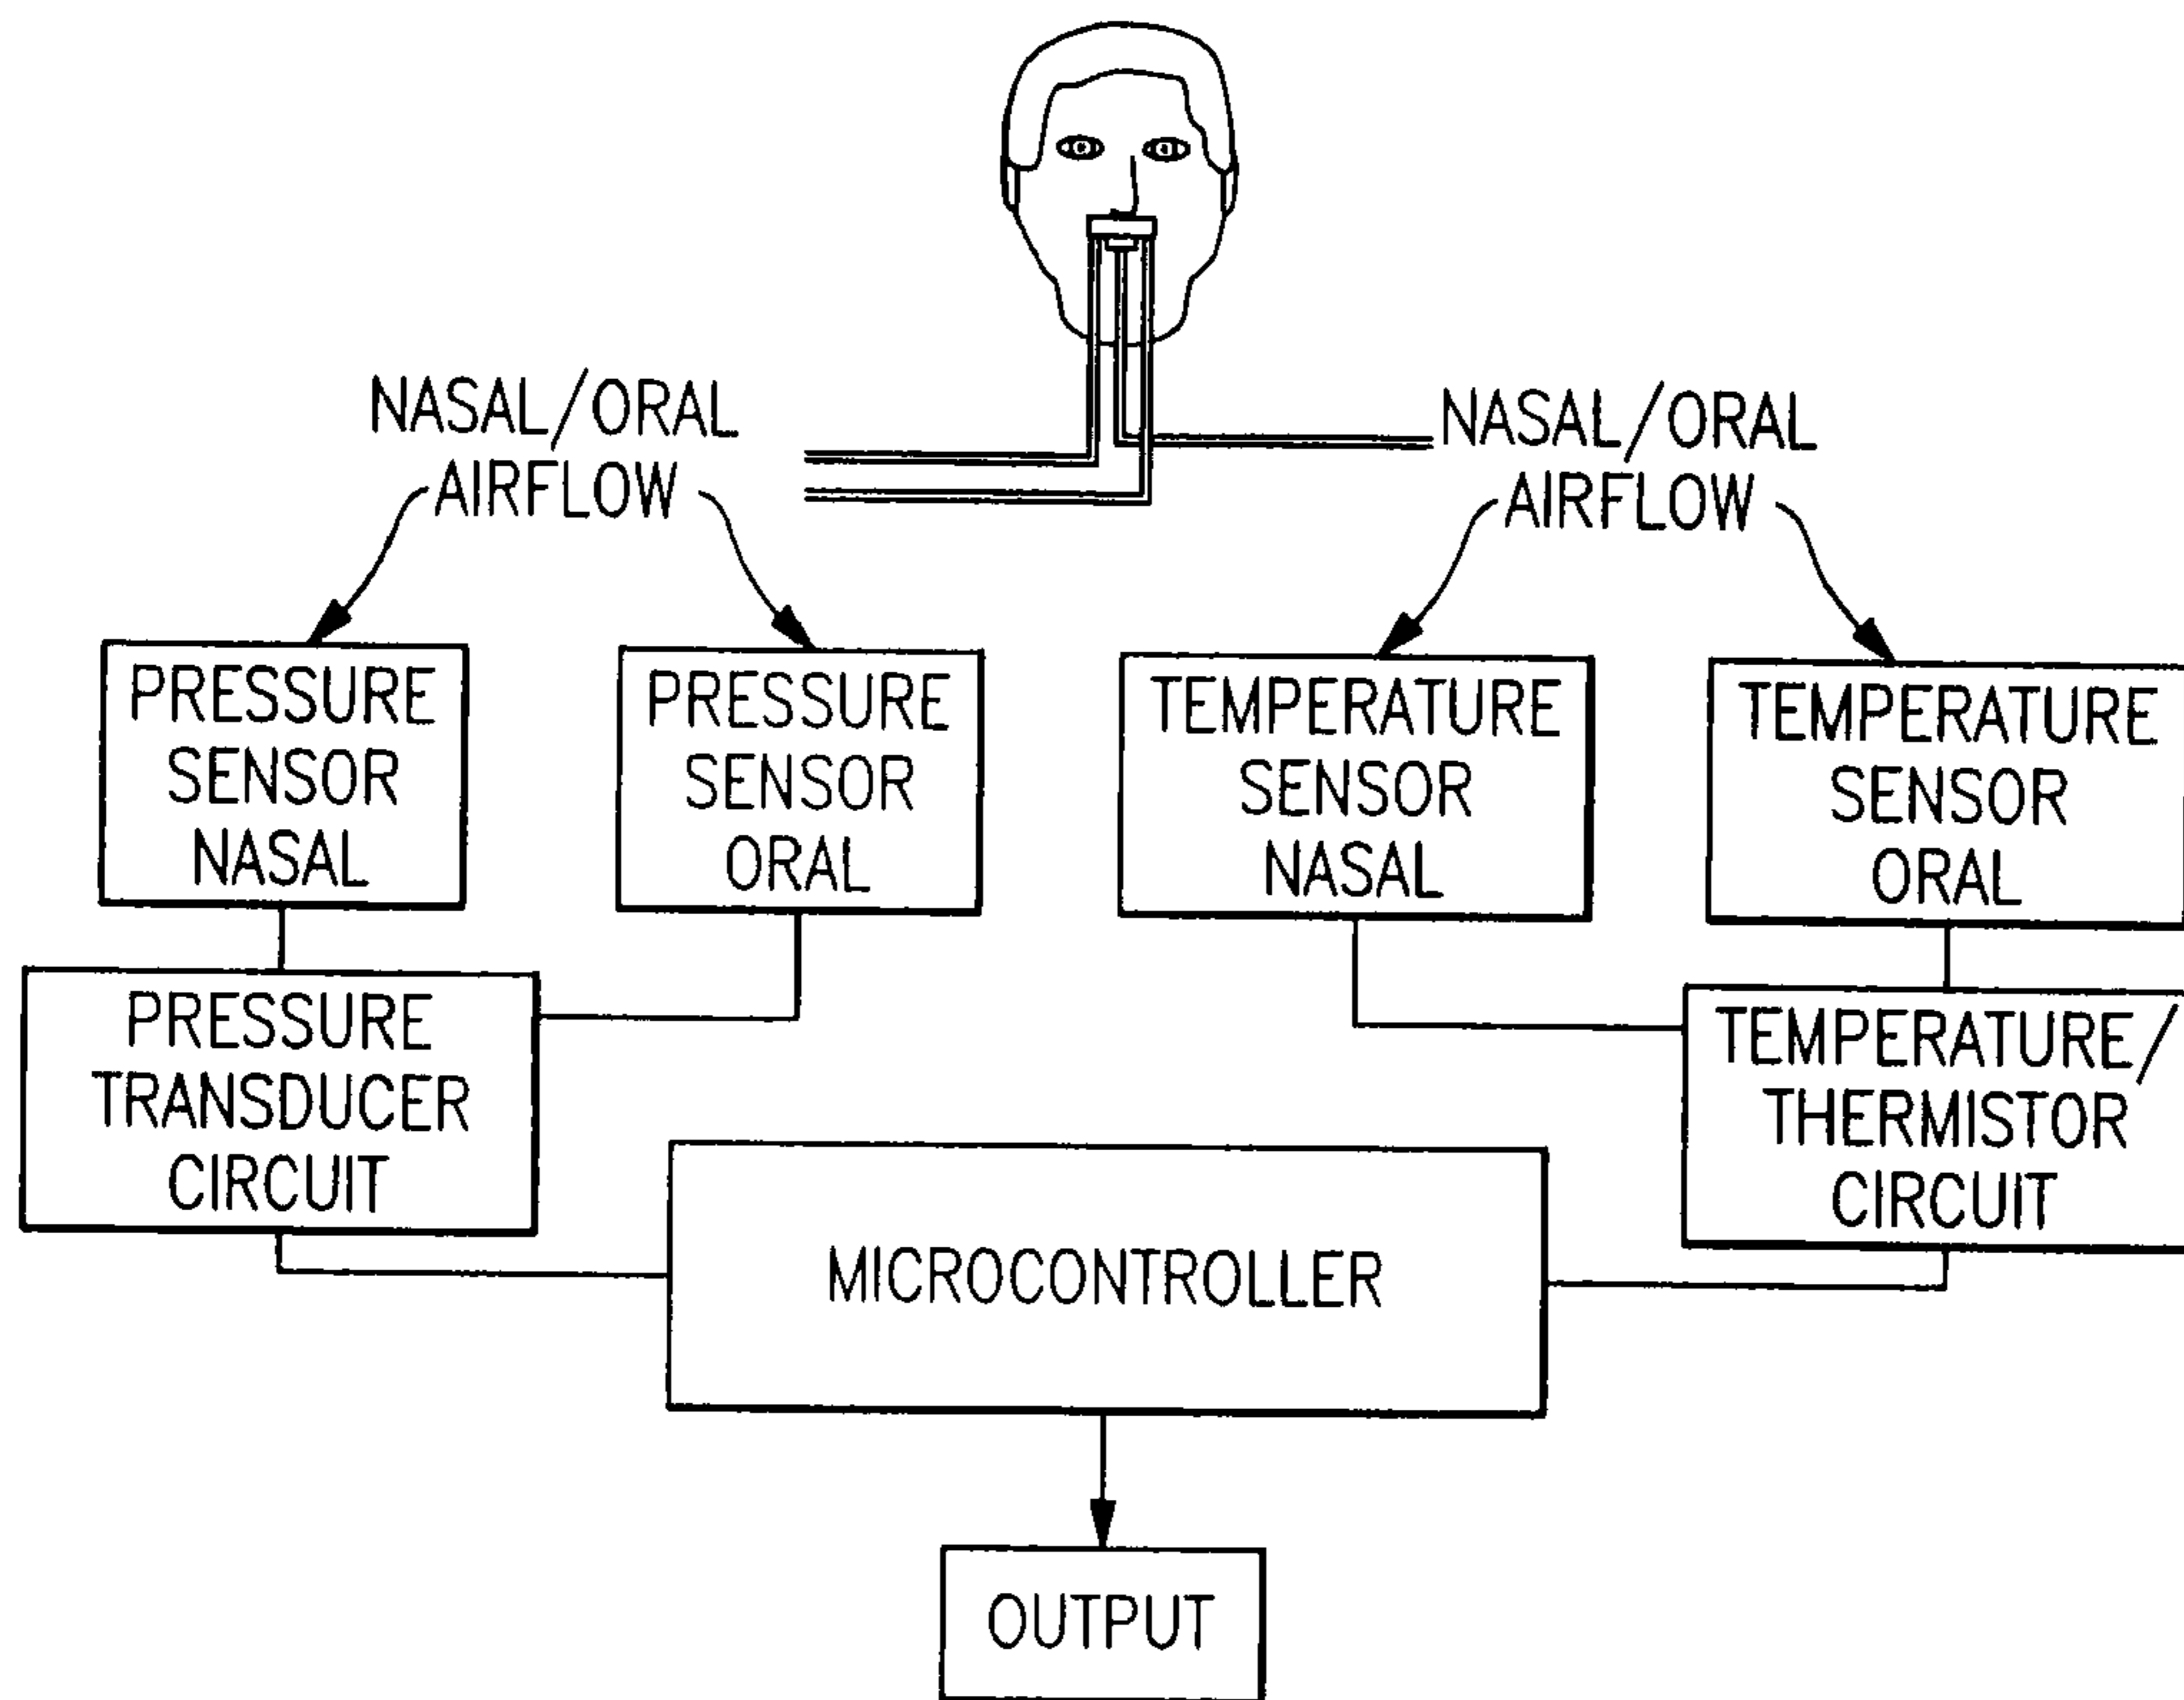 NASAL/ORAL
AIRFLOW
NASAL/ORAL
AIRFLOW
PRESSURE
SENSOR
NASAL
PRESSURE
SENSOR
ORAL
TEMPERATURE
SENSOR
NASAL
TEMPERATURE
SENSOR
ORAL
PRESSURE
TRANSDUCER
CIRCUIT
TEMPERATURE/
THERMISTOR
CIRCUIT
MICROCONTROLLER
OUTPUT